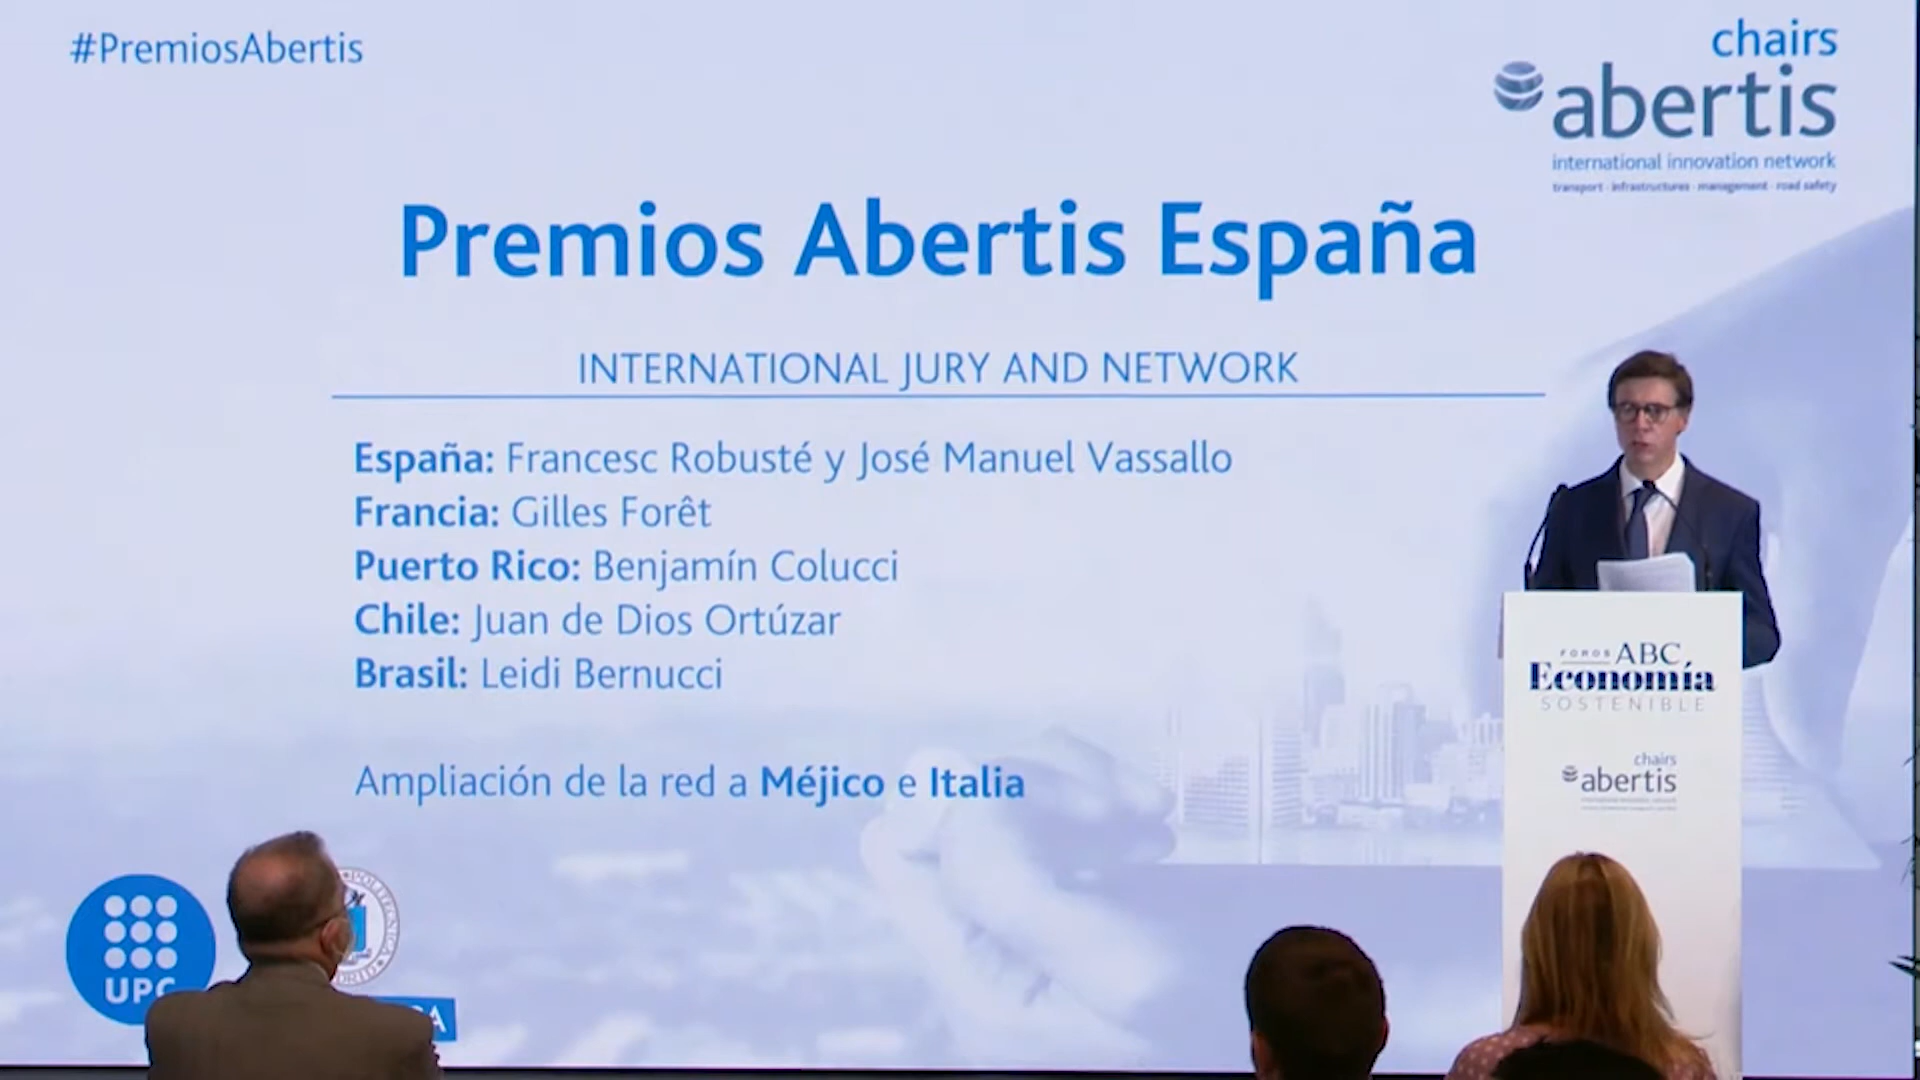 #PremiosAbertis
chairs
abertis
international innovation network
transport · infrastructures · management · road safety
Premios Abertis España
INTERNATIONAL JURY AND NETWORK
España: Francesc Robusté y José Manuel Vassallo
Francia: Gilles Forêt
Puerto Rico: Benjamín Colucci
Chile: Juan de Dios Ortúzar
Brasil: Leidi Bernucci
Ampliación de la red a Méjico e Italia
FOROS ABC
Economía
SOSTENIBLE
chairs
abertis
UPC
POLITÉCNICA